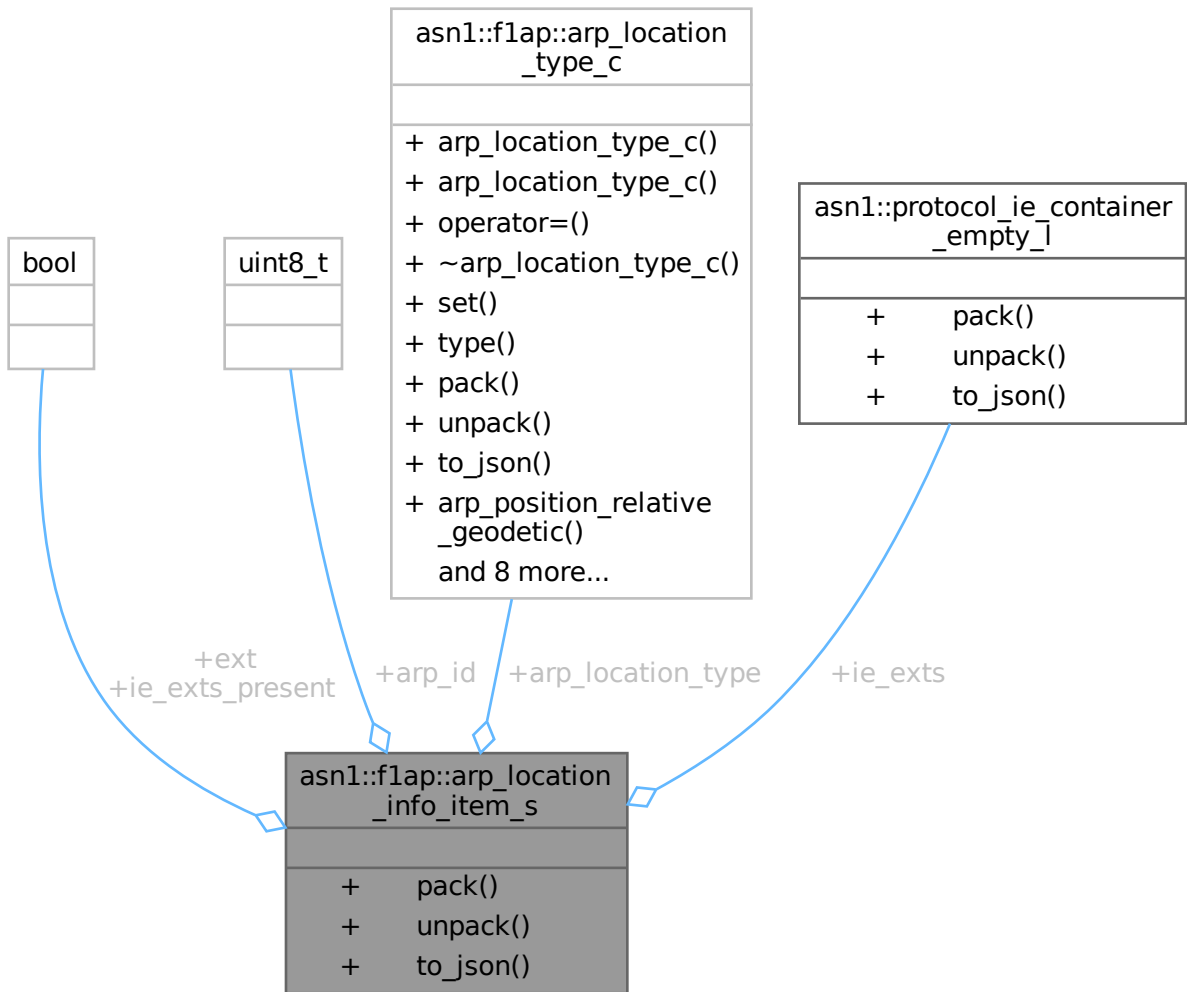 asn1::f1ap::arp_location
_type_c
+ arp_location_type_c()
+ arp_location_type_c()
+ operator=()
+ ~arp_location_type_c()
+ set()
+ type()
+ pack()
+ unpack()
+ to_json()
+ arp_position_relative
_geodetic()
and 8 more...
asn1::protocol_ie_container
_empty_l
+ pack()
+ unpack()
+ to_json()
bool
uint8_t
+ext
+ie_exts_present
+arp_id
+arp_location_type
+ie_exts
asn1::f1ap::arp_location
_info_item_s
+ pack()
+ unpack()
+ to_json()